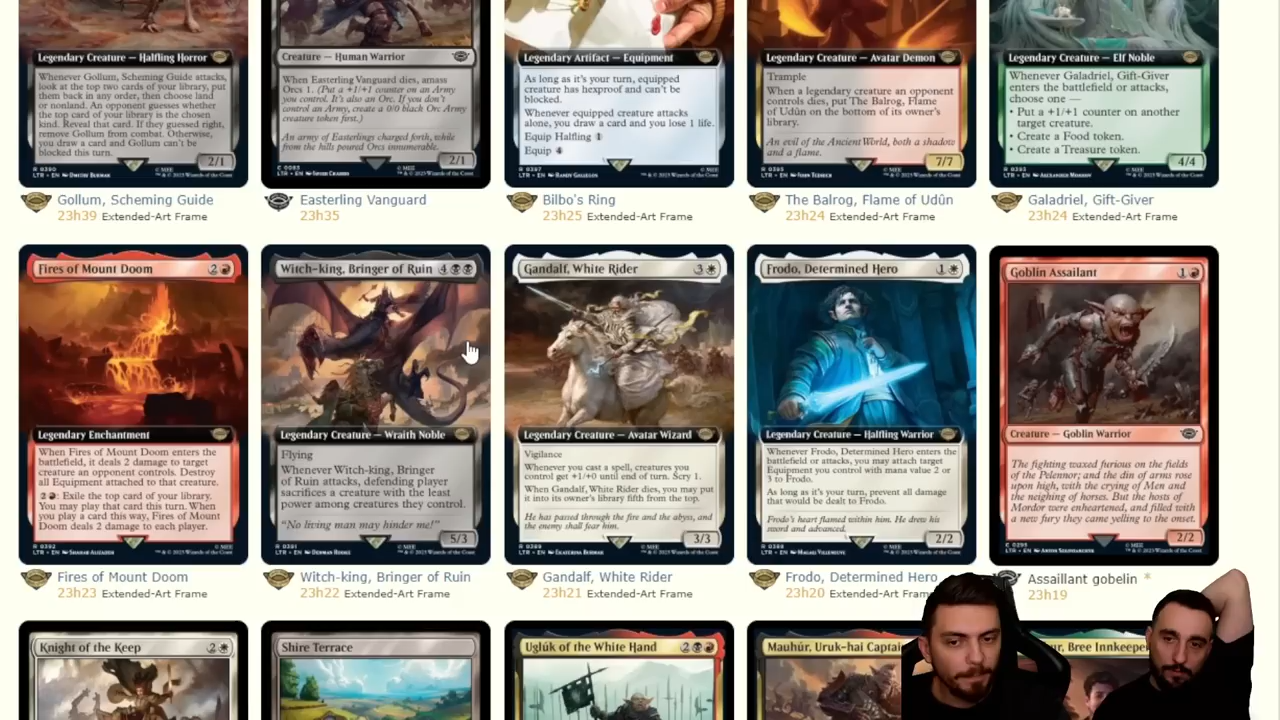 Legendary Creature — Halfling Horror
Whenever Gollum, Scheming Guide attacks,
look at the top two cards of your library, put
them back in any order, then choose land
or nonland. An opponent guesses whether
the top card of your library is the chosen
kind. Reveal that card. If they guessed right,
remove Gollum from combat. Otherwise,
you draw a card and Gollum can't be
blocked this turn.
2/1
Gollum, Scheming Guide
23h39 Extended-Art Frame
Creature — Human Warrior
When Easterling Vanguard dies, amass
Orcs 1. (Put a +1/+1 counter on an Army
you control. It's also an Orc. If you don't
control an Army, create a 0/0 black Orc Army
creature token first.)
An army of Easterlings charged forth, while
from the hills poured Orcs innumerable.
2/1
Easterling Vanguard
23h35 Extended-Art Frame
Legendary Artifact — Equipment
As long as it's your turn, equipped
creature has hexproof and can't be
blocked.
Whenever equipped creature attacks
alone, you draw a card and you lose 1 life.
Equip Halfling 1
Equip 4
Bilbo's Ring
23h25 Extended-Art Frame
Legendary Creature — Avatar Demon
Trample
When a legendary creature an opponent
controls dies, put The Balrog, Flame of
Udûn on the bottom of its owner's
library.
An evil of the Ancient World, both a shadow
and a flame.
7/7
The Balrog, Flame of Udûn
23h24 Extended-Art Frame
Legendary Creature — Elf Noble
Whenever Galadriel, Gift-Giver
enters the battlefield or attacks,
choose one —
• Put a +1/+1 counter on another
target creature.
• Create a Food token.
• Create a Treasure token.
4/4
Galadriel, Gift-Giver
23h24 Extended-Art Frame
Fires of Mount Doom 2
Legendary Enchantment
When Fires of Mount Doom enters the
battlefield, it deals 2 damage to target
creature an opponent controls. Destroy
all Equipment attached to that creature.
2: Exile the top card of your library.
You may play that card this turn. When
you play a card this way, Fires of Mount
Doom deals 2 damage to each player.
Fires of Mount Doom
23h23 Extended-Art Frame
Witch-king, Bringer of Ruin 4
Legendary Creature — Wraith Noble
Flying
Whenever Witch-king, Bringer
of Ruin attacks, defending player
sacrifices a creature with the least
power among creatures they control.
"No living man may hinder me!"
5/3
Witch-king, Bringer of Ruin
23h22 Extended-Art Frame
Gandalf, White Rider 3
Legendary Creature — Avatar Wizard
Vigilance
Whenever you cast a spell, creatures you
control get +1/+0 until end of turn. Scry 1.
When Gandalf, White Rider dies, you may put
it into its owner's library fifth from the top.
He has passed through the fire and the abyss, and
the enemy shall fear him.
3/3
Gandalf, White Rider
23h21 Extended-Art Frame
Frodo, Determined Hero 1
Legendary Creature — Halfling Warrior
Whenever Frodo, Determined Hero enters the
battlefield or attacks, you may attach target
Equipment you control with mana value 2 or
3 to Frodo.
As long as it's your turn, prevent all damage
that would be dealt to Frodo.
Frodo's heart flamed within him. He drew his
sword and advanced.
2/2
Frodo, Determined Hero
23h20 Extended-Art Frame
Goblin Assailant 1
Creature — Goblin Warrior
The fighting waxed furious on the fields
of the Pelennor; and the din of arms rose
upon high, with the crying of Men and
the neighing of horses. But the hosts of
Mordor were enheartened, and filled with
a new fury they came yelling to the onset.
2/2
Assaillant gobelin *
23h19
Knight of the Keep 2
Shire Terrace
Uglúk of the White Hand 2
Mauhúr, Uruk-hai Captai
ur, Bree Innkeeper